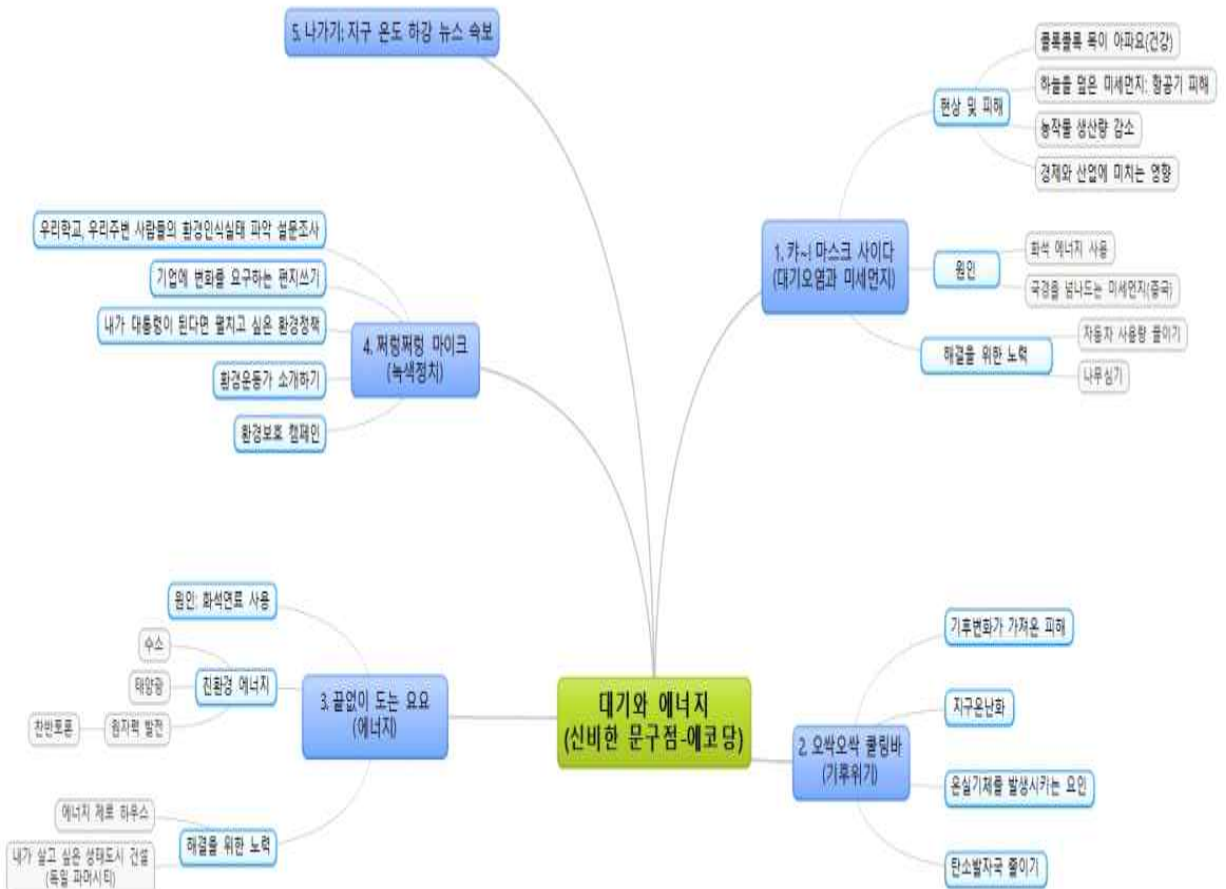 5. 나가기: 지구 온도 하강 뉴스 속보
콜록콜록 목이 아파요(건강)
하늘을 덮은 미세먼지: 항공기 피해
현상 및 피해
농작물 생산량 감소
경제와 산업에 미치는 영향
우리학교, 우리주변 사람들의 환경인식실태 파악 설문조사
기업에 변화를 요구하는 편지쓰기
내가 대통령이 된다면 펼치고 싶은 환경정책
4. 쩌렁쩌렁 마이크
(녹색정치)
환경운동가 소개하기
환경보호 캠페인
1. 캬~! 마스크 사이다
(대기오염과 미세먼지)
원인
화석 에너지 사용
국경을 넘나드는 미세먼지(중국)
해결을 위한 노력
자동차 사용량 줄이기
나무심기
원인: 화석연료 사용
수소
태양광
친환경 에너지
찬반토론
원자력 발전
3. 끝없이 도는 요요
(에너지)
에너지 제로 하우스
해결을 위한 노력
내가 살고 싶은 생태도시 건설
(독일 파머시티)
대기와 에너지
(신비한 문구점-에코당)
2. 오싹오싹 쿨링바
(기후위기)
기후변화가 가져온 피해
지구온난화
온실기체를 발생시키는 요인
탄소발자국 줄이기